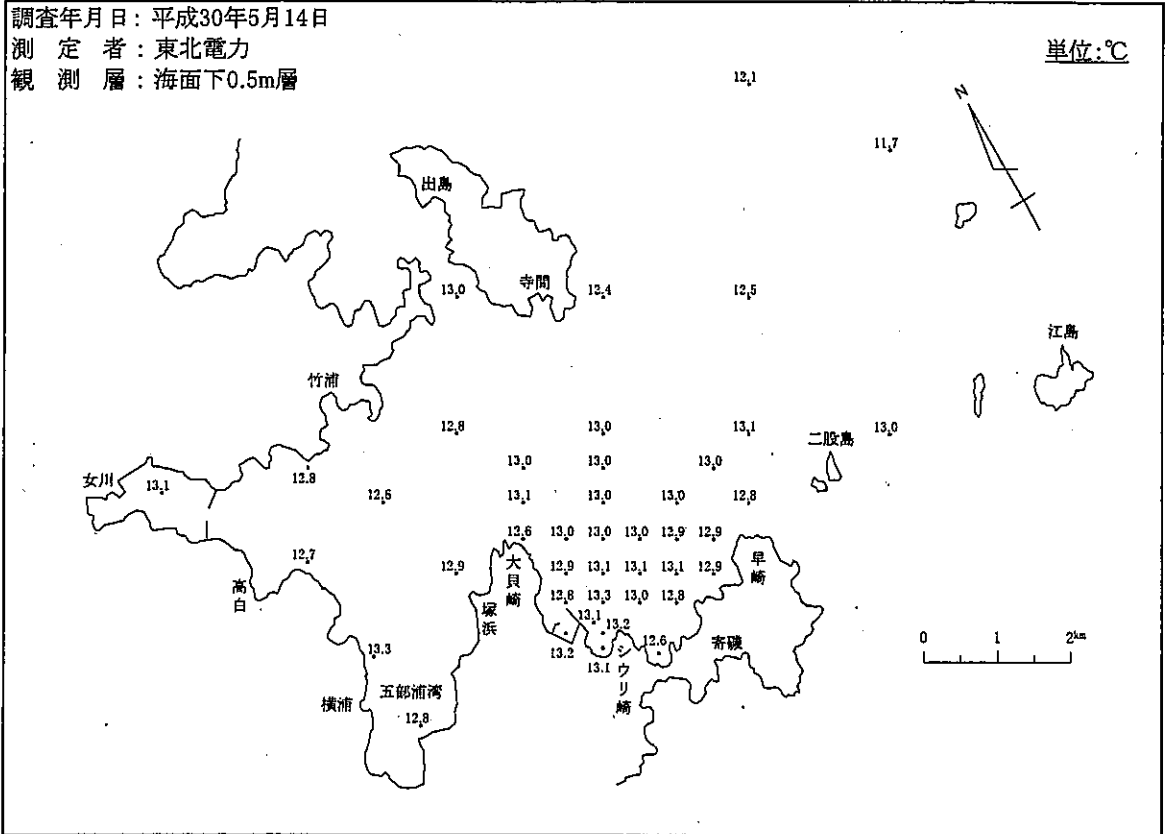 調査年月日：平成30年5月14日
測定者：東北電力
観測層：海面下0.5m層
単位：℃
12.1
N
11.7
出島
寺間
13.0
12.4
12.5
江島
竹浦
12.8
13.0
13.1
二股島
13.0
13.0
13.0
13.0
女川
13.1
12.8
12.6
13.1
13.0
13.0
12.8
12.6
13.0
13.0
13.0
12.9
12.9
12.7
12.9
大貝崎
12.9
13.1
13.1
13.1
12.9
早崎
高白
塚浜
12.8
13.3
13.0
12.8
13.1
13.2
13.2
13.1
シウリ崎
12.6
寄磯
0 1 2km
13.3
五部浦湾
横浦
12.8